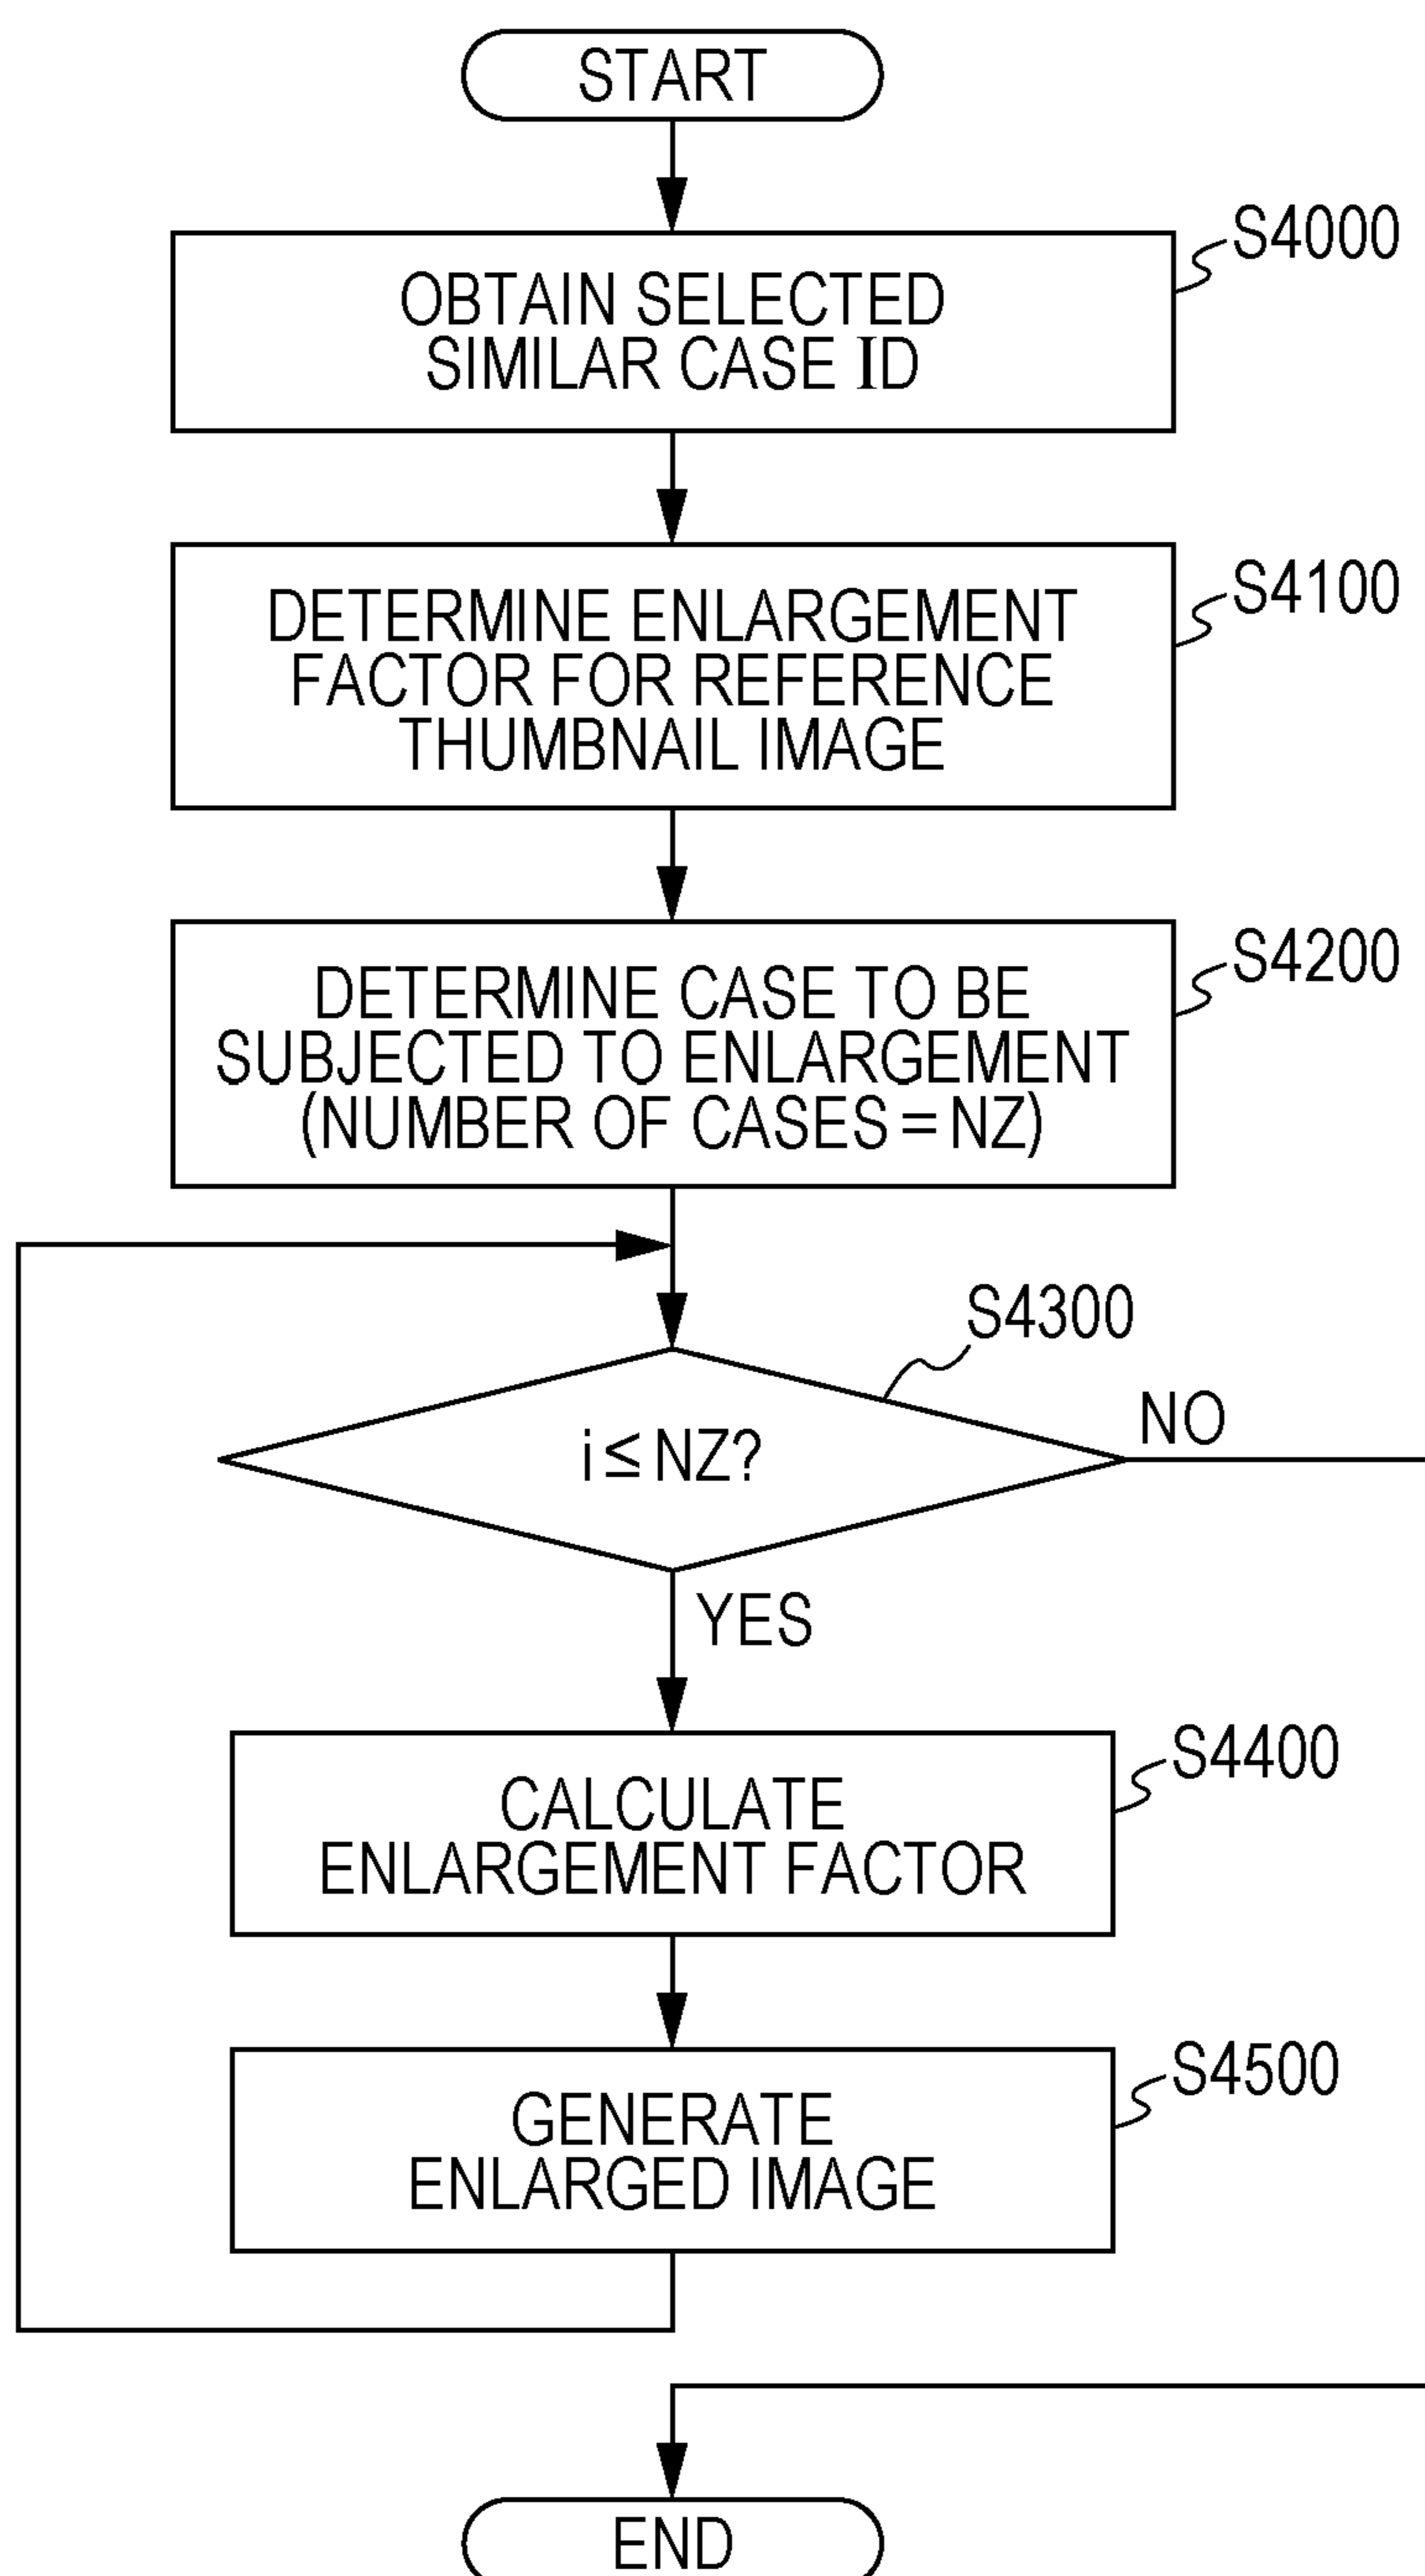 START
S4000
OBTAIN SELECTED
SIMILAR CASE ID
S4100
DETERMINE ENLARGEMENT
FACTOR FOR REFERENCE
THUMBNAIL IMAGE
S4200
DETERMINE CASE TO BE
SUBJECTED TO ENLARGEMENT
(NUMBER OF CASES = NZ)
S4300
i ≤ NZ?
NO
YES
S4400
CALCULATE
ENLARGEMENT FACTOR
S4500
GENERATE
ENLARGED IMAGE
END